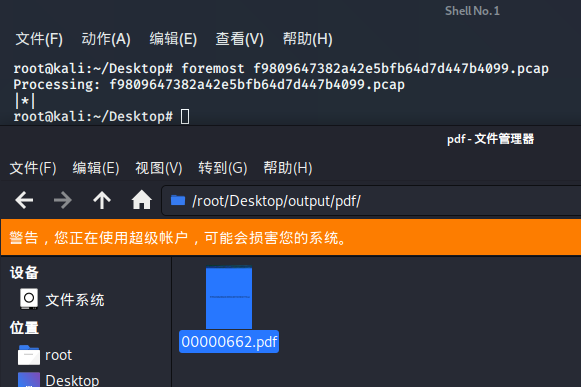 Shell No. 1
文件(F) 动作(A) 编辑(E) 查看(V) 帮助(H)
root@kali:~/Desktop# foremost f9809647382a42e5bfb64d7d447b4099.pcap
Processing: f9809647382a42e5bfb64d7d447b4099.pcap
|*|
root@kali:~/Desktop#
pdf - 文件管理器
文件(F) 编辑(E) 视图(V) 转到(G) 帮助(H)
/root/Desktop/output/pdf/
警告，您正在使用超级帐户，可能会损害您的系统。
设备
文件系统
位置
root
Desktop
00000662.pdf